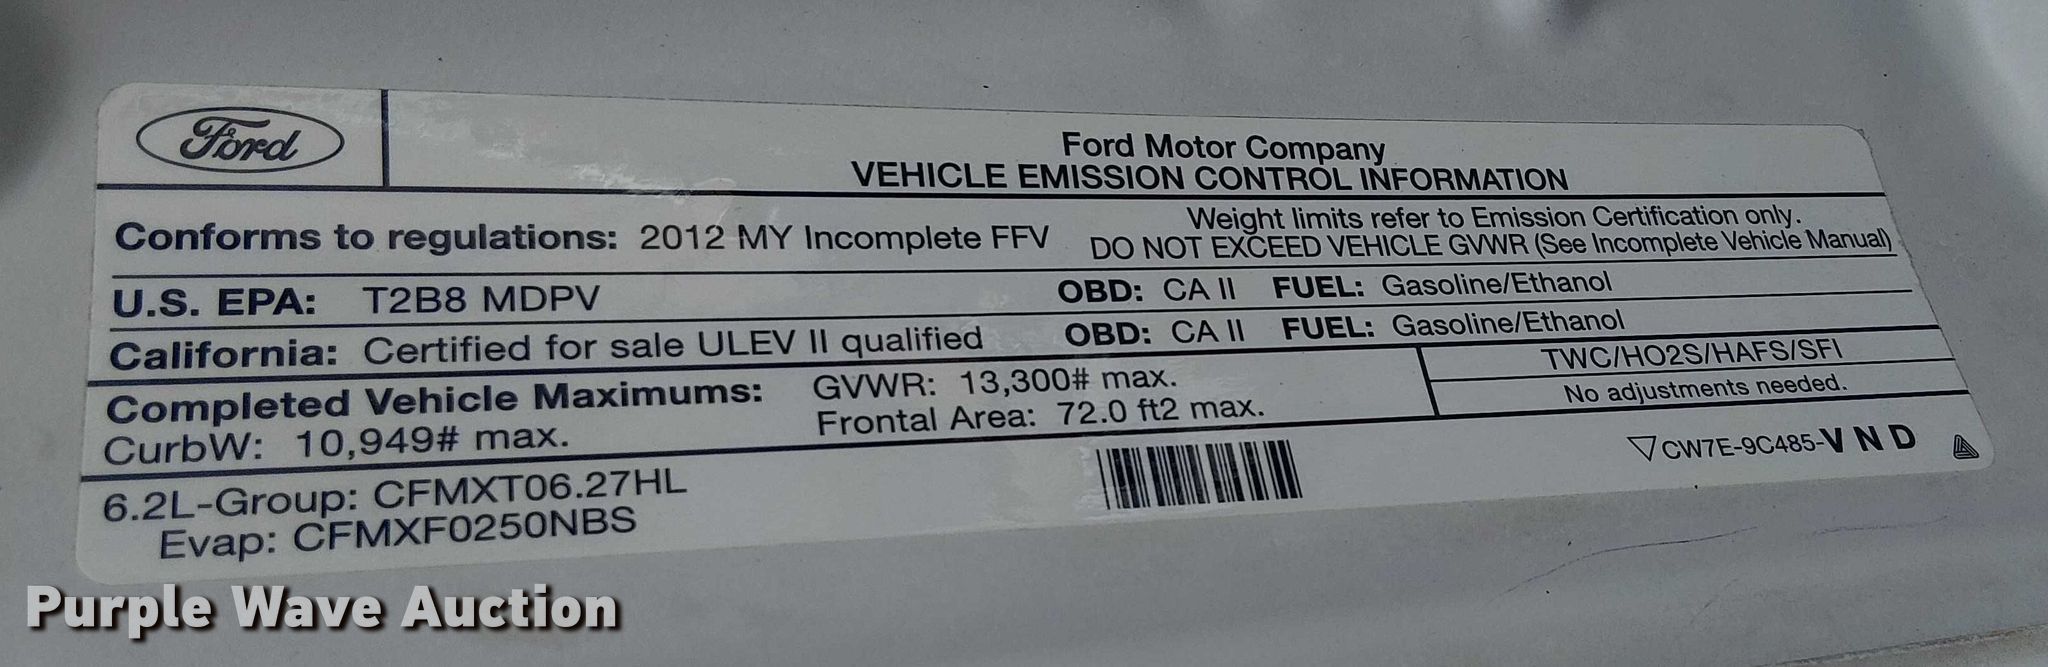 Ford
Ford Motor Company
VEHICLE EMISSION CONTROL INFORMATION
Conforms to regulations: 2012 MY Incomplete FFV
Weight limits refer to Emission Certification only.
DO NOT EXCEED VEHICLE GVWR (See Incomplete Vehicle Manual)
U.S. EPA: T2B8 MDPV OBD: CA II FUEL: Gasoline/Ethanol
California: Certified for sale ULEV II qualified OBD: CA II FUEL: Gasoline/Ethanol
Completed Vehicle Maximums: GVWR: 13,300# max.
CurbW: 10,949# max. Frontal Area: 72.0 ft2 max.
TWC/HO2S/HAFS/SFI
No adjustments needed.
6.2L-Group: CFMXT06.27HL
Evap: CFMXF0250NBS
CW7E-9C485-VND
Purple Wave Auction